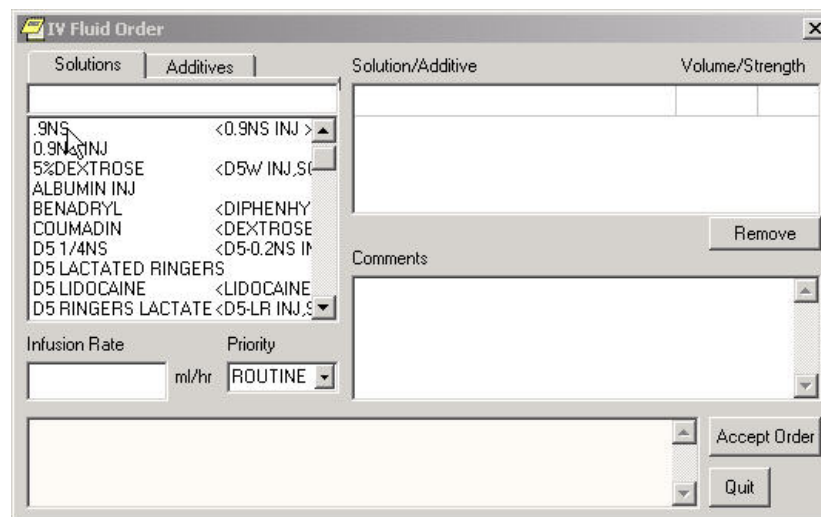 IV Fluid Order
Solutions Additives
Solution/Additive Volume/Strength
.9NS <0.9NS INJ >
INJ
5%DEXTROSE <D5W INJ,
ALBUMIN INJ
BENADRYL <DIPHENHY
COUMADIN <DEXTROSE
D5 1/4NS <D5-0.2NS IN
D5 LACTATED RINGERS
D5 LIDOCAINE <LIDOCAINE
D5 RINGERS LACTATE <D5-LR INJ,
Remove
Comments
Infusion Rate Priority
ml/hr ROUTINE
Accept Order
Quit